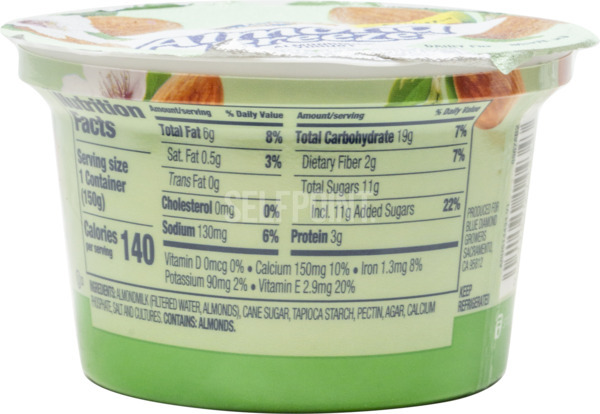 Nutrition
Facts
Serving size
1 Container
(150g)
Calories
per serving
140
Amount/serving % Daily Value
Total Fat 6g 8%
Sat. Fat 0.5g 3%
Trans Fat 0g
Cholesterol 0mg 0%
Sodium 130mg 6%
Amount/serving % Daily Value
Total Carbohydrate 19g 7%
Dietary Fiber 2g 7%
Total Sugars 11g
Incl. 11g Added Sugars 22%
Protein 3g
Vitamin D 0mcg 0% • Calcium 150mg 10% • Iron 1.3mg 8%
Potassium 90mg 2% • Vitamin E 2.9mg 20%
INGREDIENTS: ALMONDMILK (FILTERED WATER, ALMONDS), CANE SUGAR, TAPIOCA STARCH, PECTIN, AGAR, CALCIUM
PHOSPHATE, SALT AND CULTURES. CONTAINS: ALMONDS.
PRODUCED FOR
BLUE DIAMOND
GROWERS
SACRAMENTO,
CA 95812
KEEP
REFRIGERATED